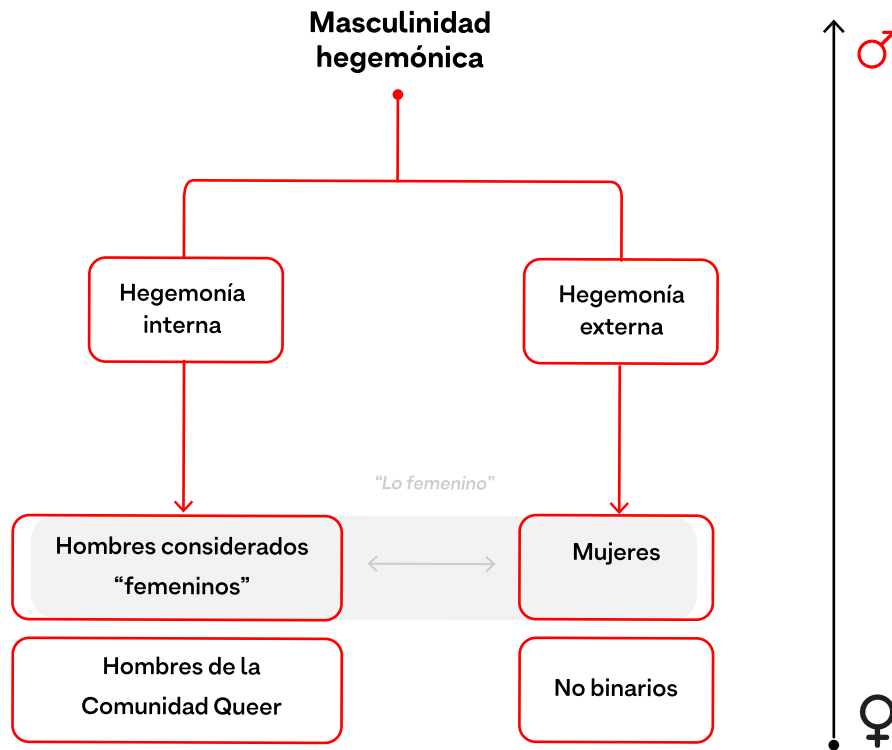 Masculinidad
hegemónica
Hegemonía
interna
Hegemonía
externa
“Lo femenino”
Hombres considerados
“femeninos”
Mujeres
Hombres de la
Comunidad Queer
No binarios